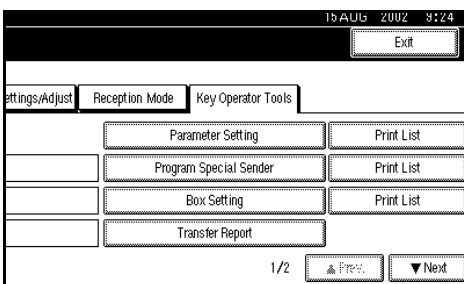 15 AUG 2002 9:24
Exit
ettings/Adjust Reception Mode Key Operator Tools
Parameter Setting Print List
Program Special Sender Print List
Box Setting Print List
Transfer Report
1/2 ▲ Prev. ▼ Next